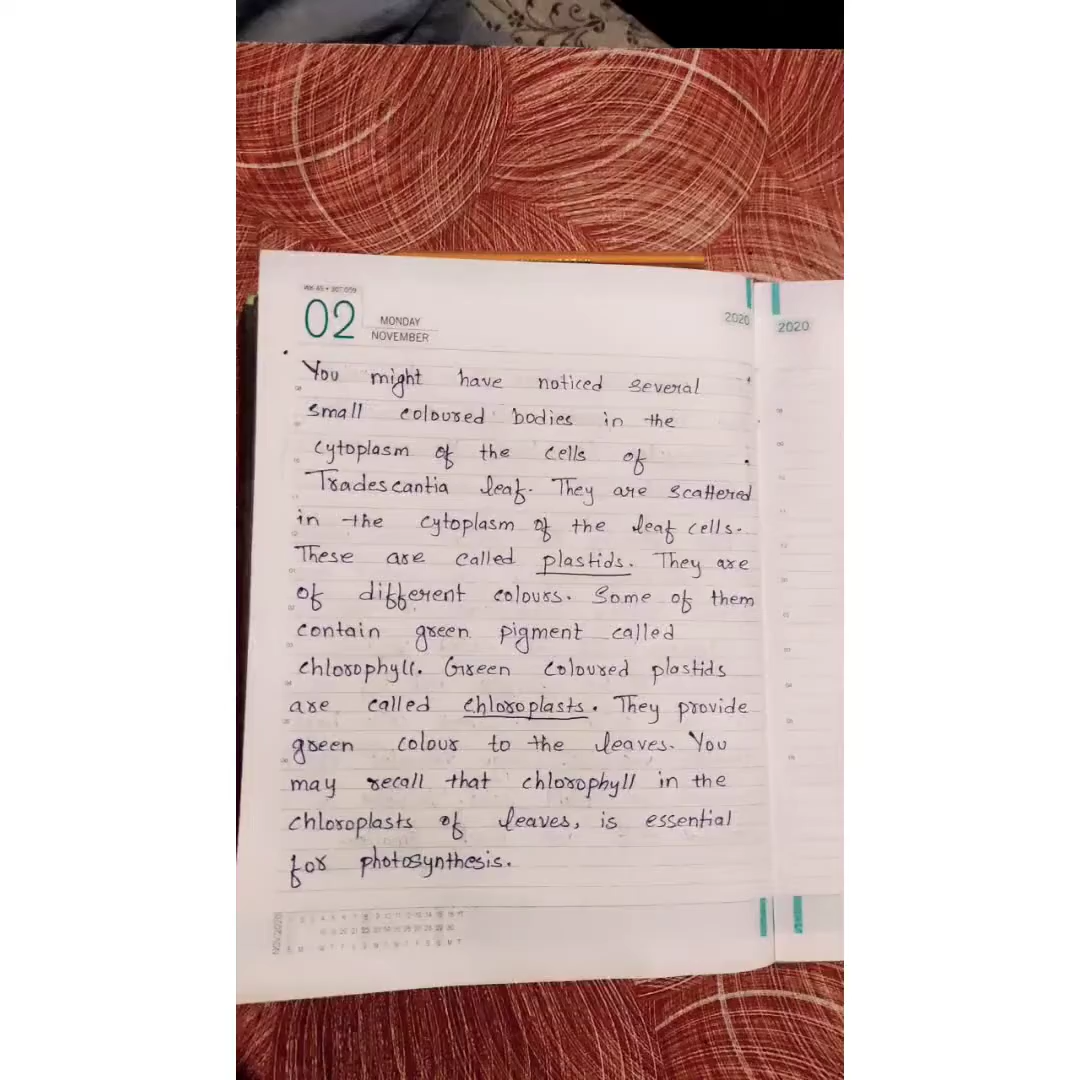 02
MONDAY
NOVEMBER
2020
2020
You might have noticed several
small coloured bodies in the
cytoplasm of the cells of
Tradescantia leaf. They are scattered
in the cytoplasm of the leaf cells.
These are called plastids. They are
of different colours. Some of them
contain green pigment called
chlorophyll. Green coloured plastids
are called chloroplasts. They provide
green colour to the leaves. You
may recall that chlorophyll in the
chloroplasts of leaves, is essential
for photosynthesis.
NOV/2020